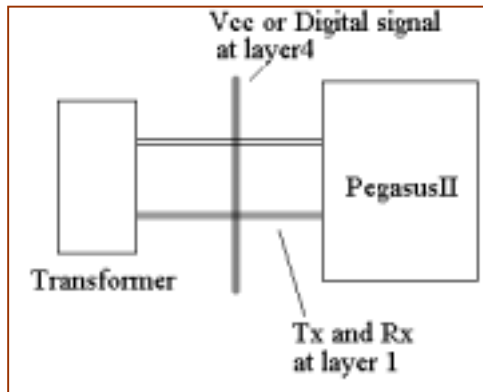 Vcc or Digital signal
at layer4
PegasusII
Transformer
Tx and Rx
at layer 1